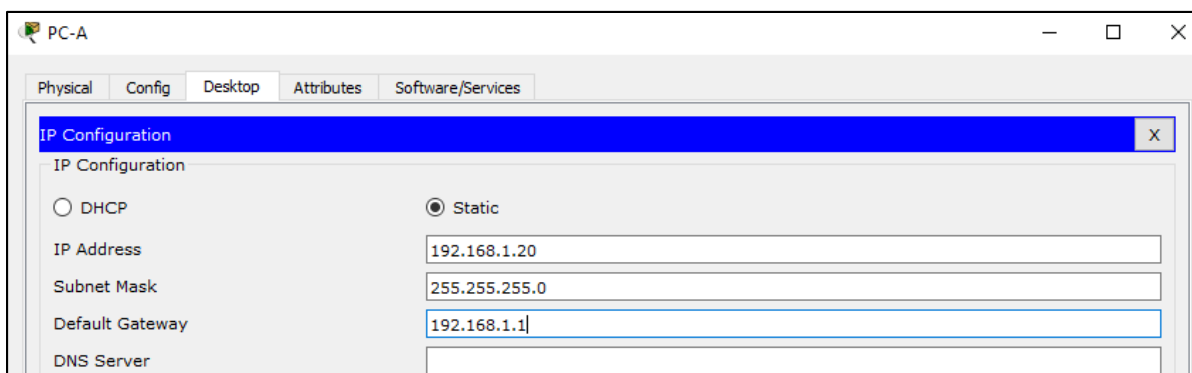 PC-A
Physical Config Desktop Attributes Software/Services
IP Configuration X
IP Configuration
DHCP Static
IP Address 192.168.1.20
Subnet Mask 255.255.255.0
Default Gateway 192.168.1.1
DNS Server